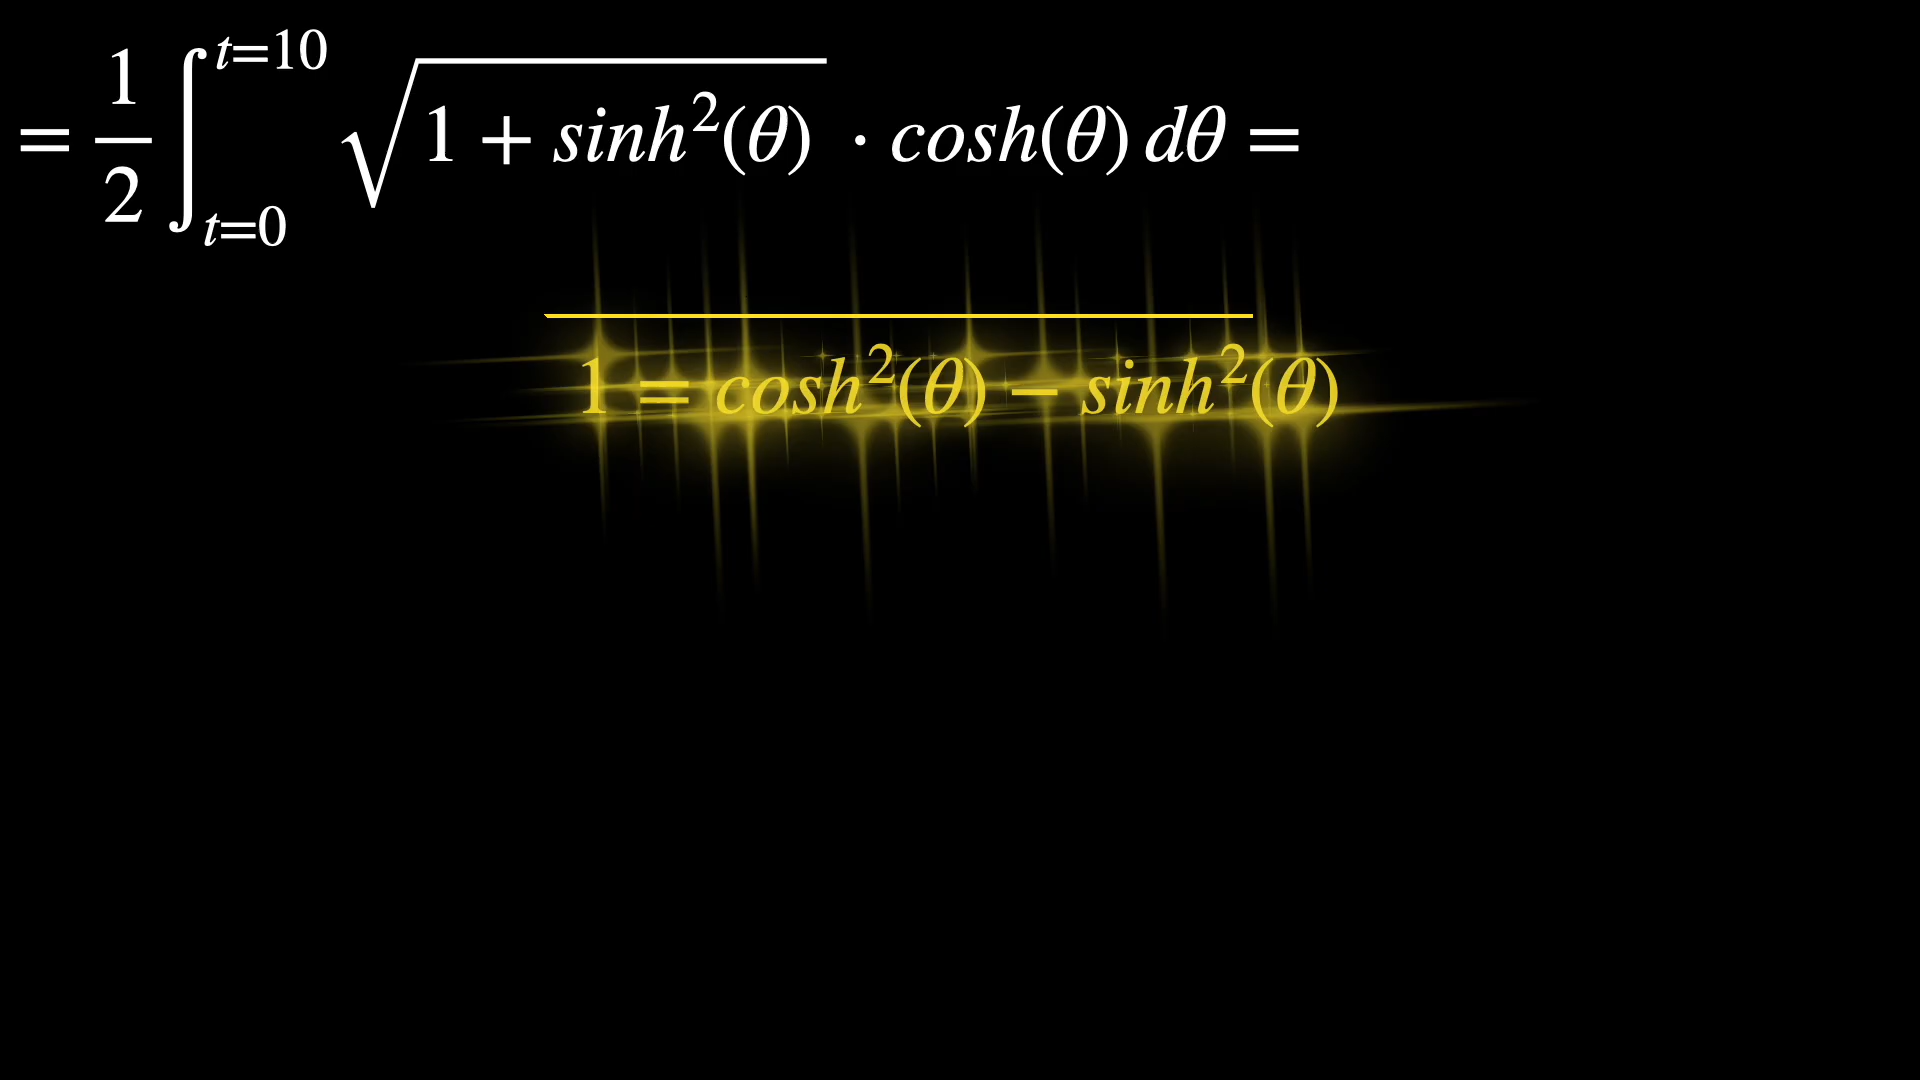 = 1/2 ∫_{t=0}^{t=10} √(1 + sinh²(θ)) · cosh(θ) dθ =
1 = cosh²(θ) − sinh²(θ)